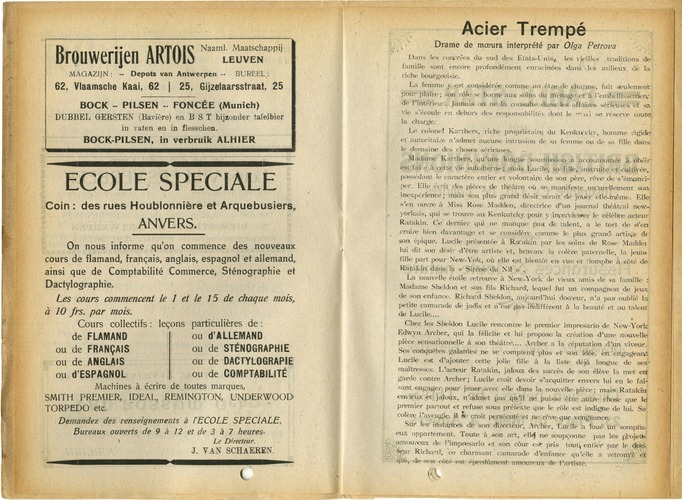 Brouwerijen ARTOIS Naaml. Maatschappij
LEUVEN
MAGAZIJN: -- Depots van Antwerpen -- BUREEL:
62, Vlaamsche Kaai, 62 | 25, Gijzelaarsstraat, 25
BOCK – PILSEN – FONCÉE (Munich)
DUBBEL GERSTEN (Bavière) en B S T bijzonder tafelbier
in vaten en in flesschen.
BOCK-PILSEN, in verbruik ALHIER
ECOLE SPECIALE
Coin: des rues Houblonnière et Arquebusiers,
ANVERS.
On nous informe qu'on commence des nouveaux
cours de flamand, français, anglais, espagnol et allemand,
ainsi que de Comptabilité Commerce, Sténographie et
Dactylographie.
Les cours commencent le 1 et le 15 de chaque mois,
à 10 frs. par mois.
Cours collectifs: leçons particulières de:
de FLAMAND ou d'ALLEMAND
ou de FRANÇAIS ou de STÉNOGRAPHIE
ou de ANGLAIS ou de DACTYLOGRAPIE
ou d'ESPAGNOL ou de COMPTABILITÉ
Machines à écrire de toutes marques,
SMITH PREMIER, IDEAL, REMINGTON, UNDERWOOD
TORPEDO etc.
Demandez des renseignements à l'ECOLE SPECIALE.
Bureaux ouverts de 9 à 12 et de 3 à 7 heures-
Le Directeur.
J. VAN SCHAEREN.
Acier Trempé
Drame de mœurs interprété par Olga Petrova
Dans les contrées du sud des Etats-Unis, les vieilles traditions de
famille sont encore profondément enracinées dans les milieux de la
riche bourgeoisie.
La femme y est considérée comme un être de charme, fait seulement
pour plaire; son rôle se borne aux soins du ménage et à l'embellissement
de l'intérieur. Jamais on ne la consulte dans les affaires sérieuses et sa
vie s'écoule en dehors des responsabilités dont le mari se réserve toute
la charge.
Le colonel Karthers, riche propriétaire du Kenkucky, homme rigide
et autoritaire n'admet aucune intrusion de sa femme ou de sa fille dans
le domaine des choses sérieuses.
Madame Karthers, qu'une longue soumission a accoutumée à obéir
est faite à cette vie subalterne; mais Lucile, sa fille, instruite et cultivée,
possédant le caractère entier et volontaire de son père, rêve de s'émanci-
per. Elle écrit des pièces de théâtre où se manifeste naturellement son
inexpérience; mais son plus grand désir serait de jouer elle-même. Elle
s'en ouvre à Miss Rose Madden, directrice d'un journal théâtral new-
yorkais, qui se trouve au Kenkutcky pour y interviewer le célèbre acteur
Ratakin. Ce dernier qui ne manque pas de talent, a le tort de s'en
croire bien davantage et se considère comme le plus grand artiste de
son époque. Lucile présentée à Ratakin par les soins de Rose Madden
lui dit son désir d'être artiste et, bravant la colère paternelle, la jeune
fille part pour New-York, où elle est bientôt en vue et triomphe à côté de
Ratakin dans la « Sirène du Nil ».
La nouvelle étoile retrouve à New-York de vieux amis de sa famille:
Madame Sheldon et son fils Richard, lequel fut un compagnon de jeux
de son enfance. Richard Sheldon, aujourd'hui docteur, n'a pas oublié la
petite camarade de jadis et n'est pas indifférent à la beauté et au talent
de Lucile....
Chez les Sheldon Lucile rencontre le premier imprésario de New-York
Edwyn Archer, qui la félicite et lui propose la création d'une nouvelle
pièce sensationnelle à son théâtre.... Archer a la réputation d'un viveur.
Ses conquêtes galantes ne se comptent plus et son idée, en engageant
Lucile est d'ajouter cette jolie fille à la liste déjà longue de ses
maîtresses. L'acteur Ratakin, jaloux des succès de son élève la met en
garde contre Archer; Lucile croit devoir s'acquitter envers lui en le fai-
sant engager pour jouer avec elle dans la nouvelle pièce; mais Ratakin
envieux et jaloux, n'admet pas qu'il ne puisse être autre chose que le
premier partout et refuse sous prétexte que le rôle est indigne de lui. Sa
colère l'aveugle, il se croit persécuté et ne rêve que vengeance.
Sur les instances de son directeur, Archer, Lucile a loué un somptu-
eux appartement. Toute à son art, elle ne soupçonne pas les projets
amoureux de l'impresario et son cœur est pris tout entier par le doc-
teur Richard, ce charmant camarade d'enfance qu'elle a retrouvé et
qui, de son côté est éperdûment amoureux de l'artiste.